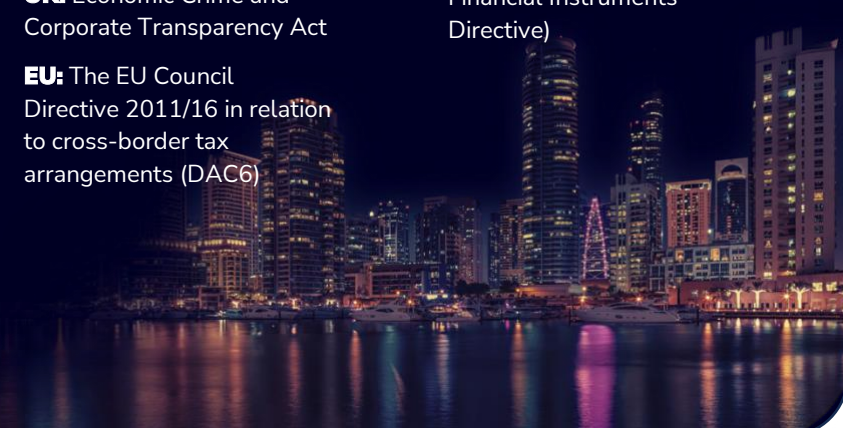 UK: Economic Crime and
Corporate Transparency Act
EU: The EU Council
Directive 2011/16 in relation
to cross-border tax
arrangements (DAC6)
Financial Instruments
Directive)